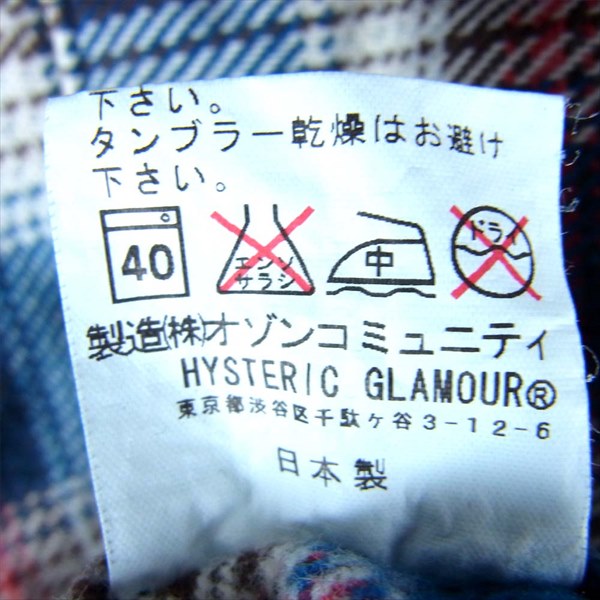 下さい。
タンブラー乾燥はお避け
下さい。
40
エンソ
サラシ
中
ドライ
製造(株)オゾンコミュニティ
HYSTERIC GLAMOUR®
東京都渋谷区千駄ヶ谷3-12-6
日本製